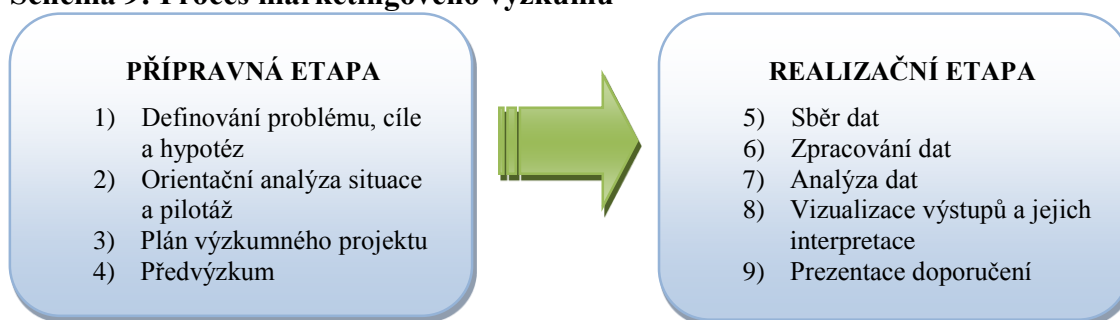 Schéma 9: Proces marketingového výzkumu
PŘÍPRAVNÁ ETAPA
1) Definování problému, cíle
a hypotéz
2) Orientační analýza situace
a pilotáž
3) Plán výzkumného projektu
4) Předvýzkum
REALIZAČNÍ ETAPA
5) Sběr dat
6) Zpracování dat
7) Analýza dat
8) Vizualizace výstupů a jejich
interpretace
9) Prezentace doporučení